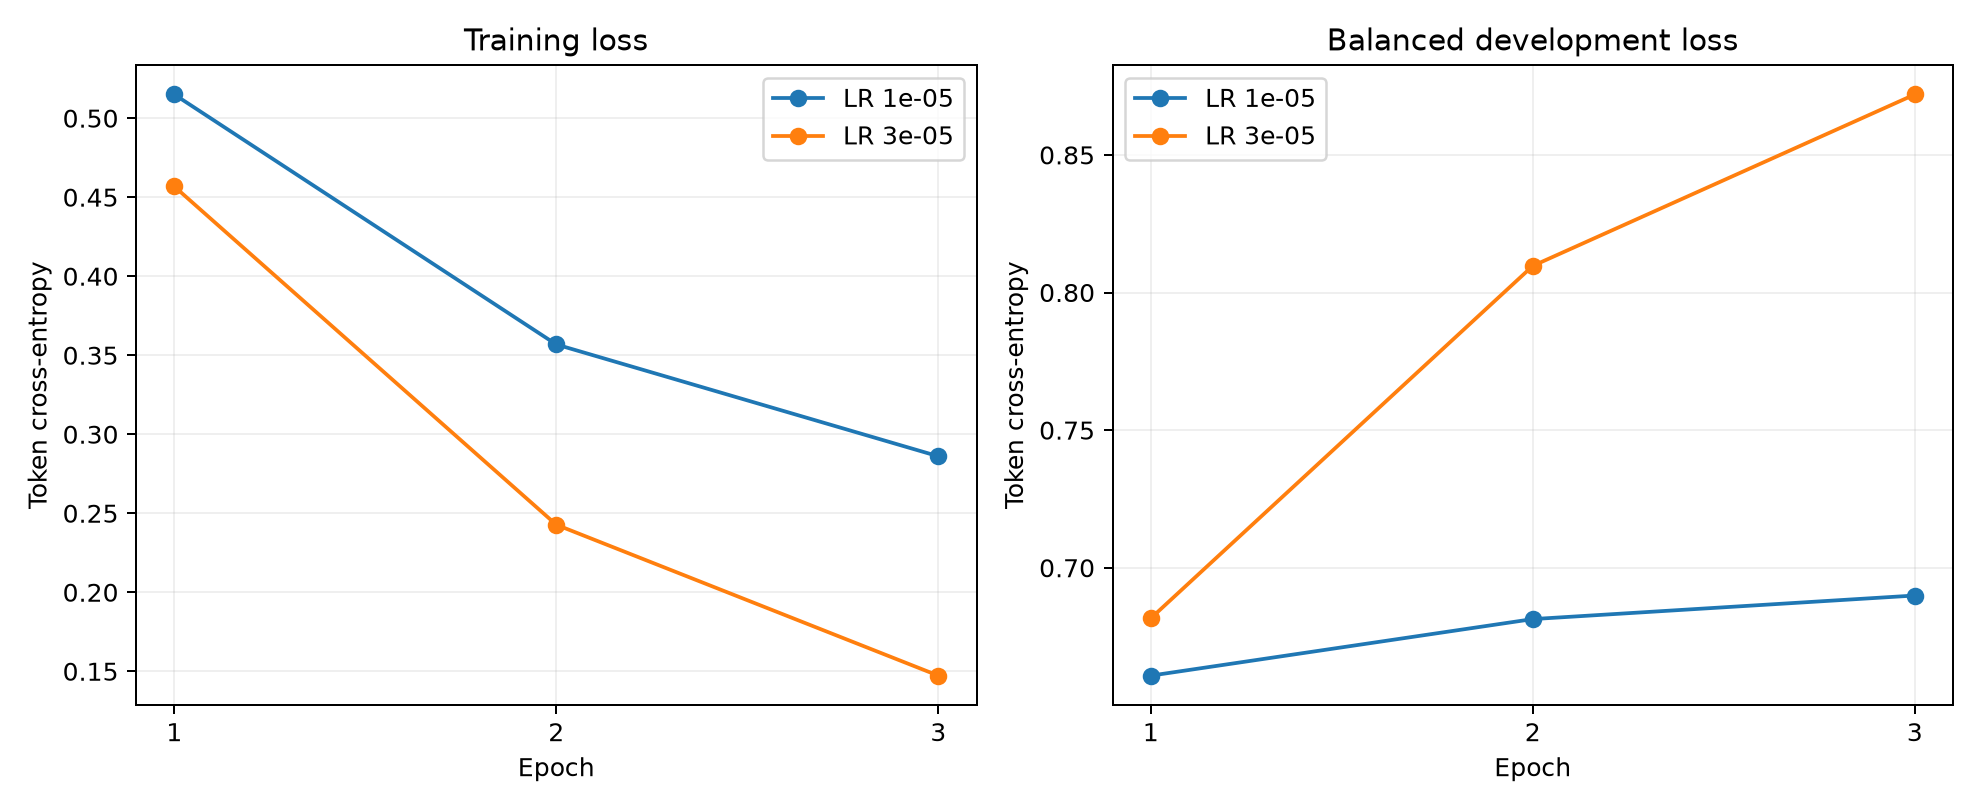 Training loss
Token cross-entropy
0.50
0.45
0.40
0.35
0.30
0.25
0.20
0.15
LR 1e-05
LR 3e-05
1
2
3
Epoch
Balanced development loss
Token cross-entropy
0.85
0.80
0.75
0.70
LR 1e-05
LR 3e-05
1
2
3
Epoch